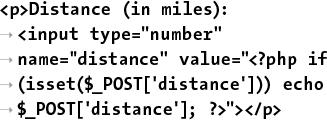 <p>Distance (in miles):
→ <input type="number"
→ name="distance" value="<?php if
→ (isset($_POST['distance'])) echo
→ $_POST['distance']; ?>"></p>